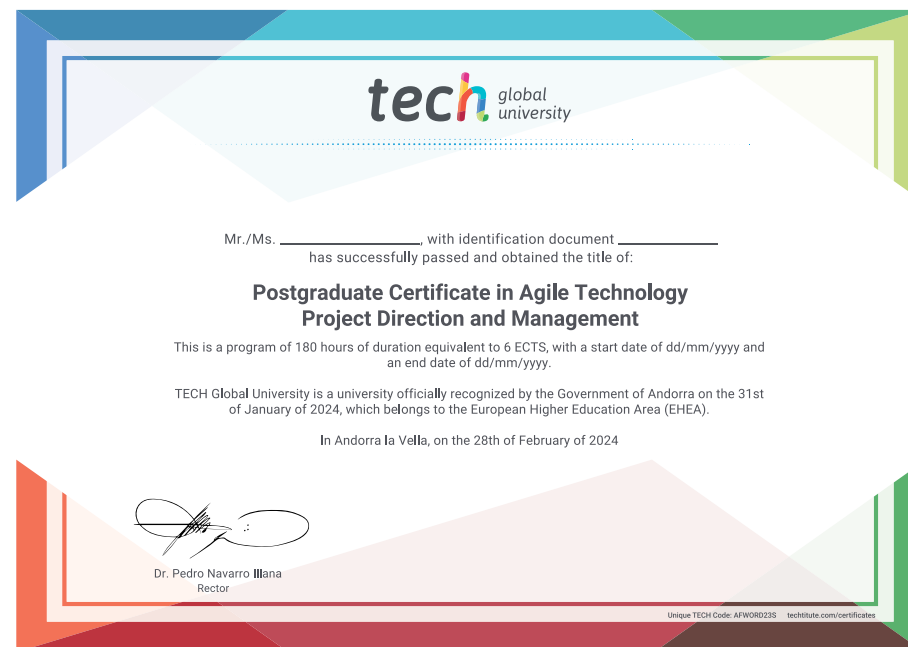 tech global
university
Mr./Ms. ____________, with identification document ____________
has successfully passed and obtained the title of:
Postgraduate Certificate in Agile Technology
Project Direction and Management
This is a program of 180 hours of duration equivalent to 6 ECTS, with a start date of dd/mm/yyyy and
an end date of dd/mm/yyyy.
TECH Global University is a university officially recognized by the Government of Andorra on the 31st
of January of 2024, which belongs to the European Higher Education Area (EHEA).
In Andorra la Vella, on the 28th of February of 2024
Dr. Pedro Navarro Illana
Rector
Unique TECH Code: AFWORD23S techtitute.com/certificates